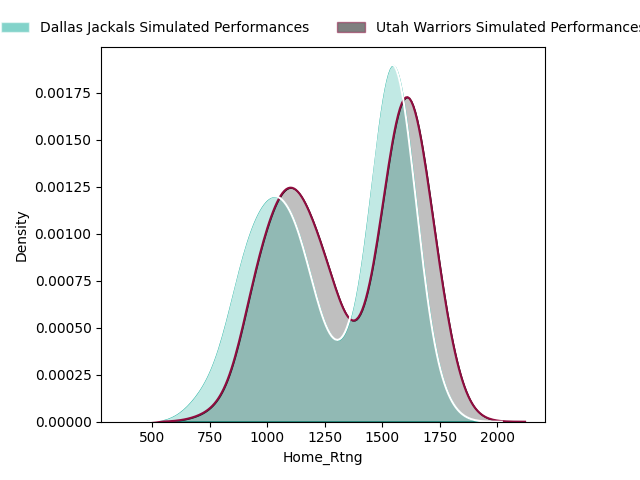 Dallas Jackals Simulated Performances Utah Warriors Simulated Performances
0.00175
0.00150
0.00125
0.00100
0.00075
0.00050
0.00025
0.00000
Density
500 750 1000 1250 1500 1750 2000
Home_Rtng